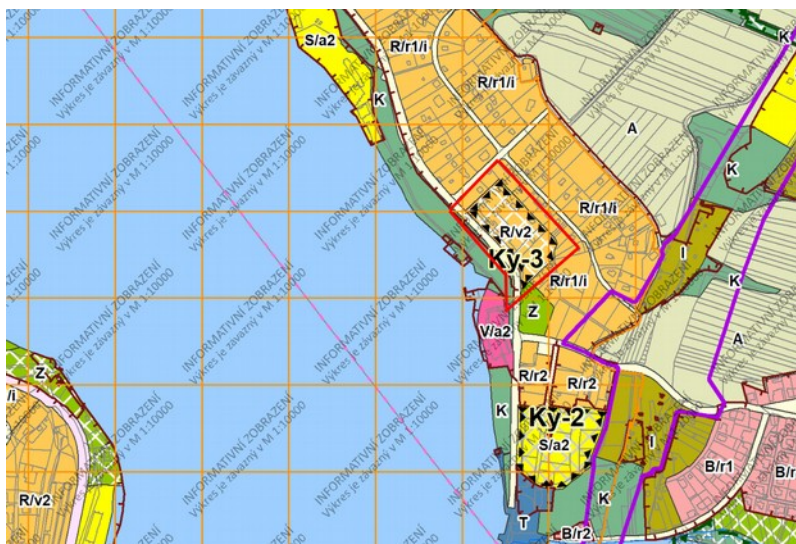 S/a2
R/r1/i
R/r1/i
K
K
A
K
R/r1/i
R/v2
Ky-3
I
R/r1/i
K
Z
V/a2
A
Z
R/r2
R/r2
K
Ky-2
S/a2
I
B/r1
R/v2
K
T
B/r2
INFORMATIVNÍ ZOBRAZENÍ
Výkres je závazný v M 1:10000